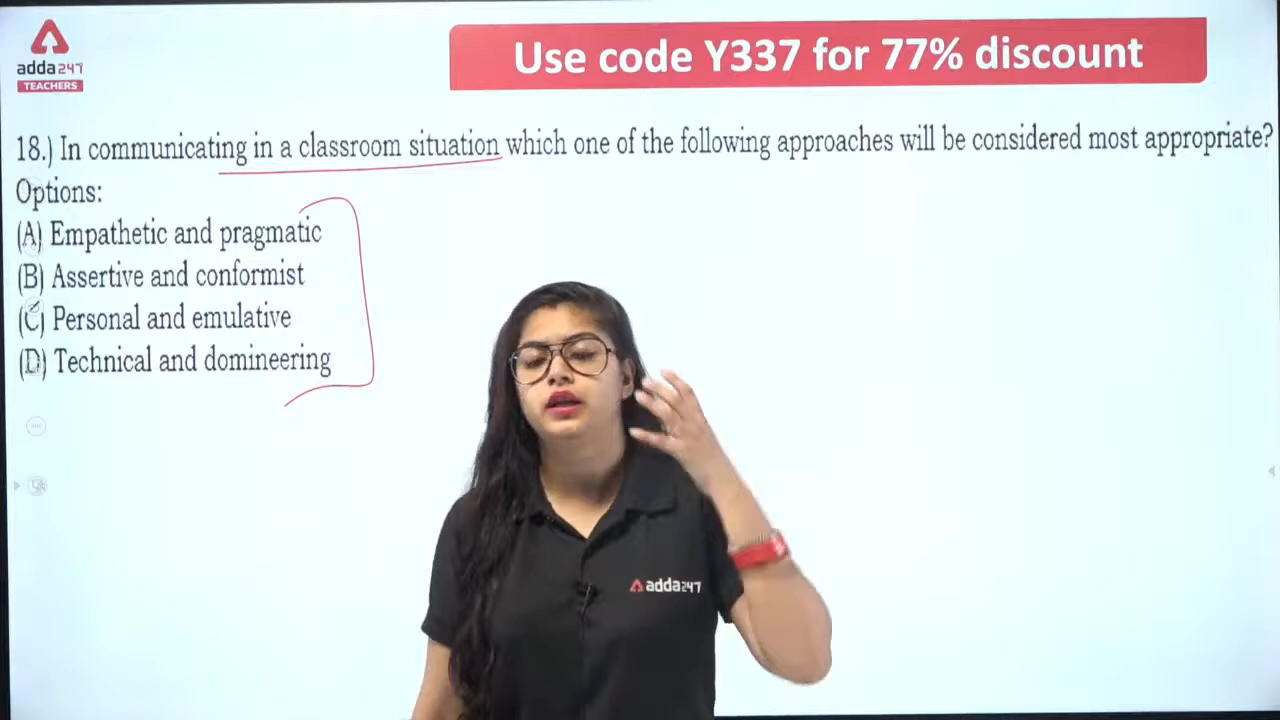 adda247
TEACHERS
Use code Y337 for 77% discount
18.) In communicating in a classroom situation which one of the following approaches will be considered most appropriate?
Options:
(A) Empathetic and pragmatic
(B) Assertive and conformist
(C) Personal and emulative
(D) Technical and domineering
adda247